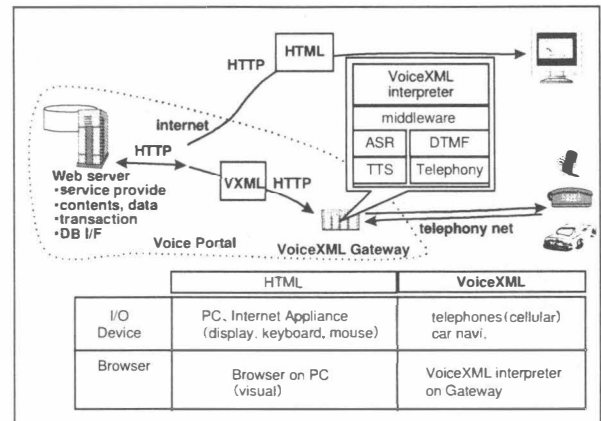 HTML
HTTP
VoiceXML
interpreter
middleware
ASR
DTMF
TTS
Telephony
internet
HTTP
VXML
HTTP
Web server
•service provide
•contents, data
•transaction
•DB I/F
Voice Portal
VoiceXML Gateway
telephony net
HTML
VoiceXML
I/O
Device
PC、Internet Appliance
(display. keyboard, mouse)
telephones(cellular)
car navi.
Browser
Browser on PC
(visual)
VoiceXML interpreter
on Gateway